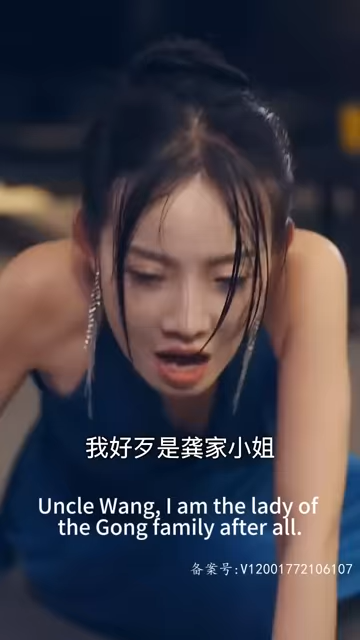 我好歹是龚家小姐
Uncle Wang, I am the lady of
the Gong family after all.
备案号:V12001772106107